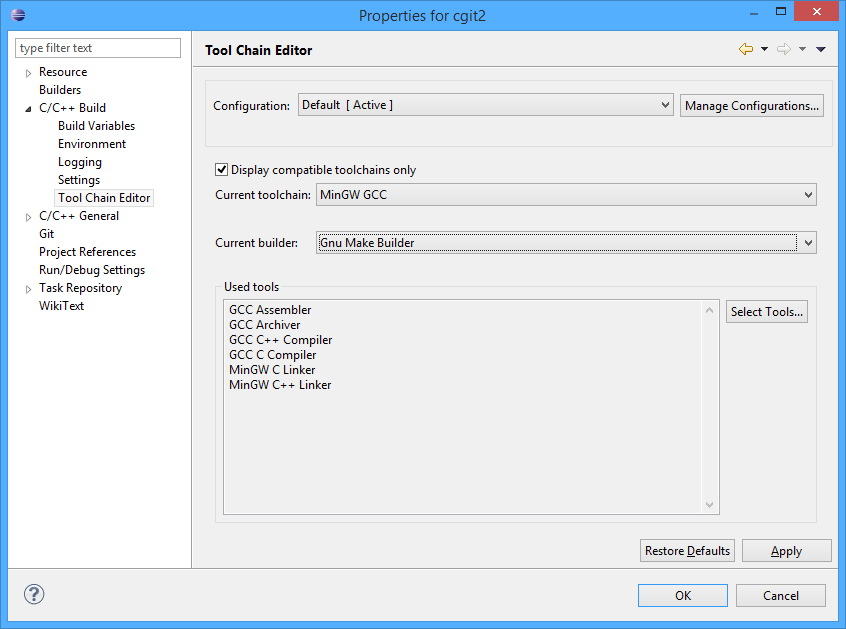 Properties for cgit2
type filter text
Resource
Builders
C/C++ Build
Build Variables
Environment
Logging
Settings
Tool Chain Editor
C/C++ General
Git
Project References
Run/Debug Settings
Task Repository
WikiText
Tool Chain Editor
Configuration: Default [ Active ] Manage Configurations...
Display compatible toolchains only
Current toolchain: MinGW GCC
Current builder: Gnu Make Builder
Used tools
GCC Assembler
GCC Archiver
GCC C++ Compiler
GCC C Compiler
MinGW C Linker
MinGW C++ Linker
Select Tools...
Restore Defaults Apply
? OK Cancel